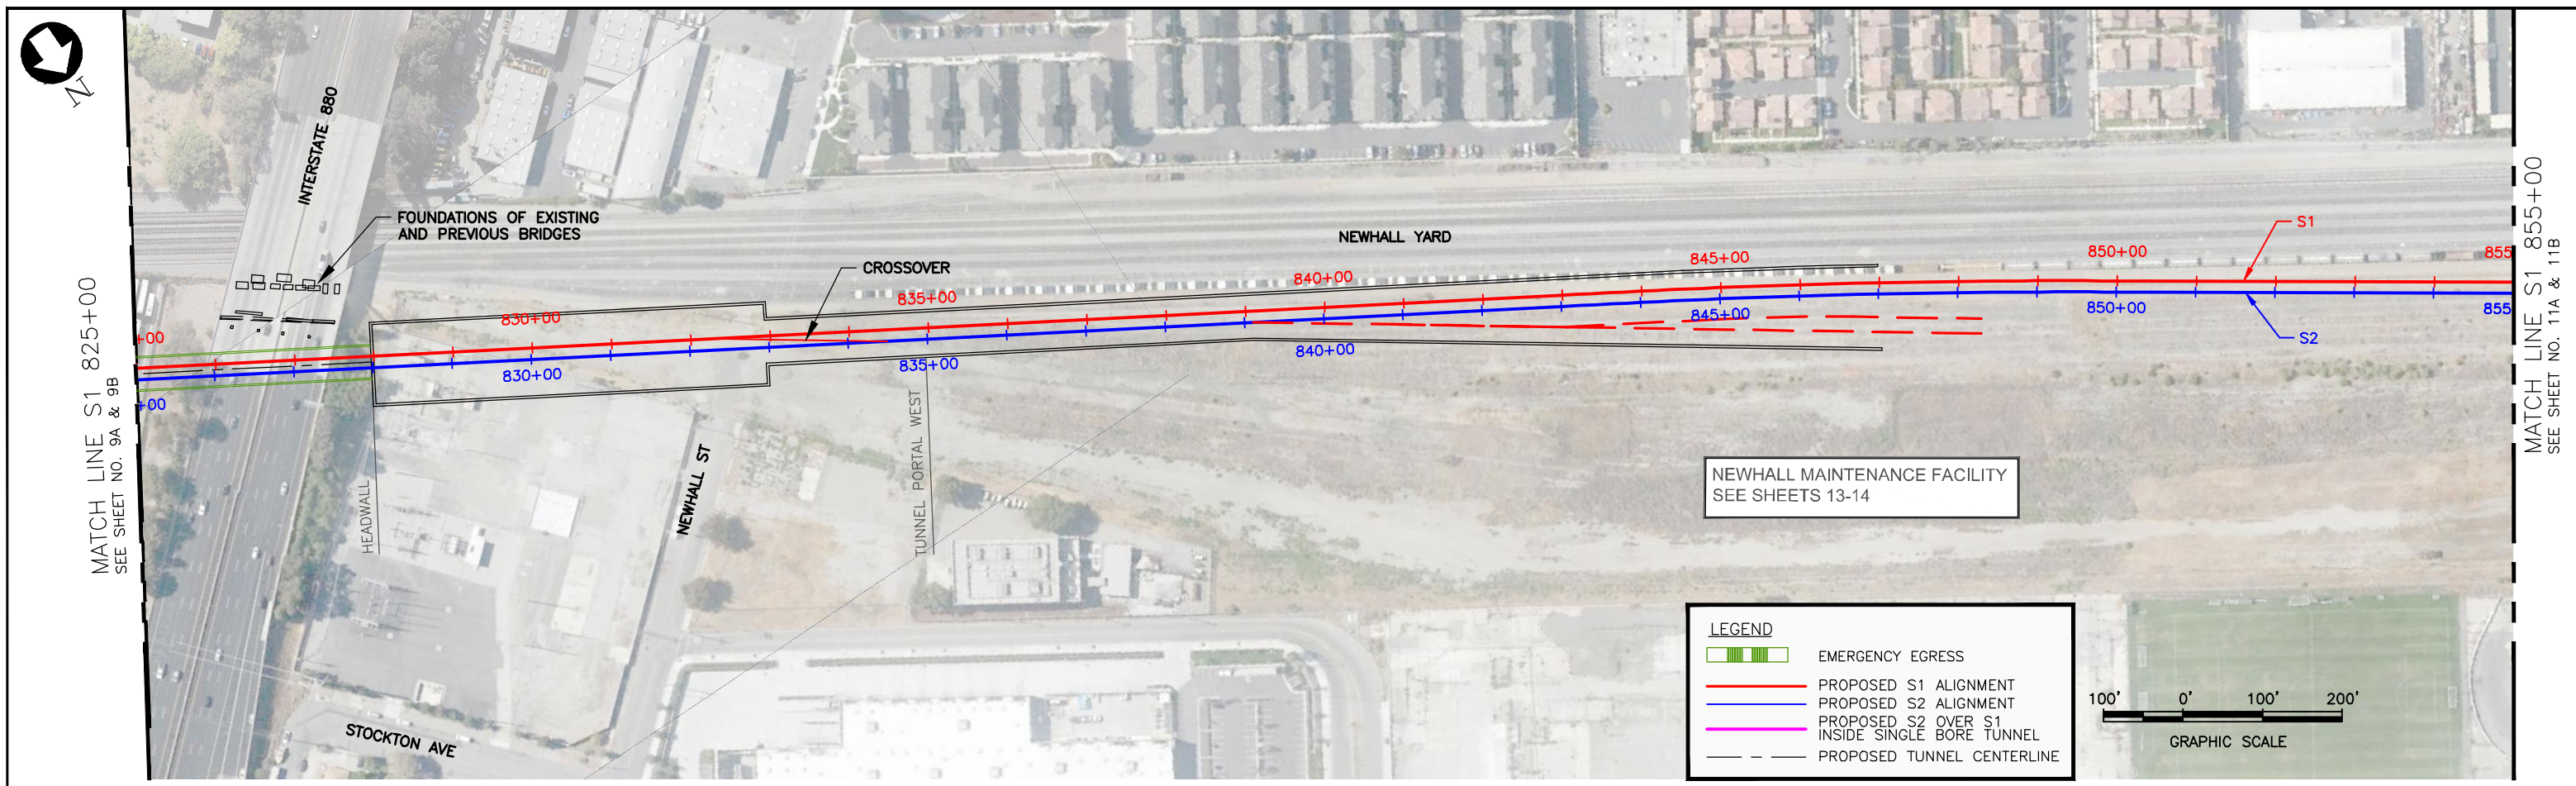 N
MATCH LINE S1 825+00
SEE SHEET NO. 9A & 9B
INTERSTATE 880
FOUNDATIONS OF EXISTING
AND PREVIOUS BRIDGES
CROSSOVER
NEWHALL YARD
+00
830+00
835+00
840+00
845+00
850+00
855
S1
+00
830+00
835+00
840+00
845+00
850+00
855
S2
HEADWALL
NEWHALL ST
TUNNEL PORTAL WEST
STOCKTON AVE
NEWHALL MAINTENANCE FACILITY
SEE SHEETS 13-14
MATCH LINE S1 855+00
SEE SHEET NO. 11A & 11B
LEGEND
EMERGENCY EGRESS
PROPOSED S1 ALIGNMENT
PROPOSED S2 ALIGNMENT
PROPOSED S2 OVER S1
INSIDE SINGLE BORE TUNNEL
PROPOSED TUNNEL CENTERLINE
100' 0' 100' 200'
GRAPHIC SCALE